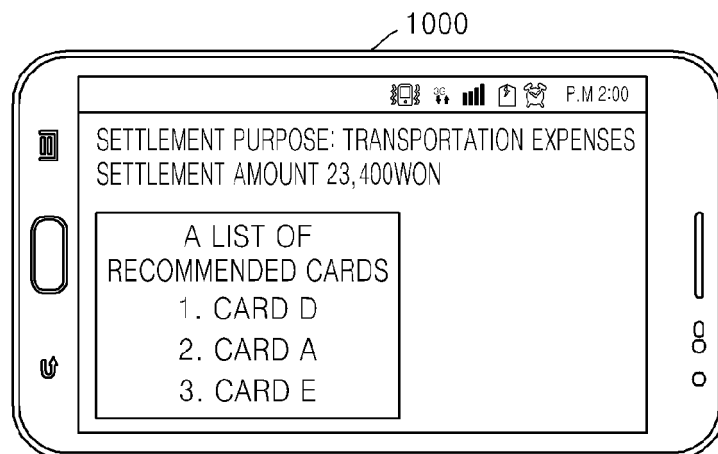 1000
3G P.M 2:00
SETTLEMENT PURPOSE: TRANSPORTATION EXPENSES
SETTLEMENT AMOUNT 23,400WON
A LIST OF
RECOMMENDED CARDS
1. CARD D
2. CARD A
3. CARD E